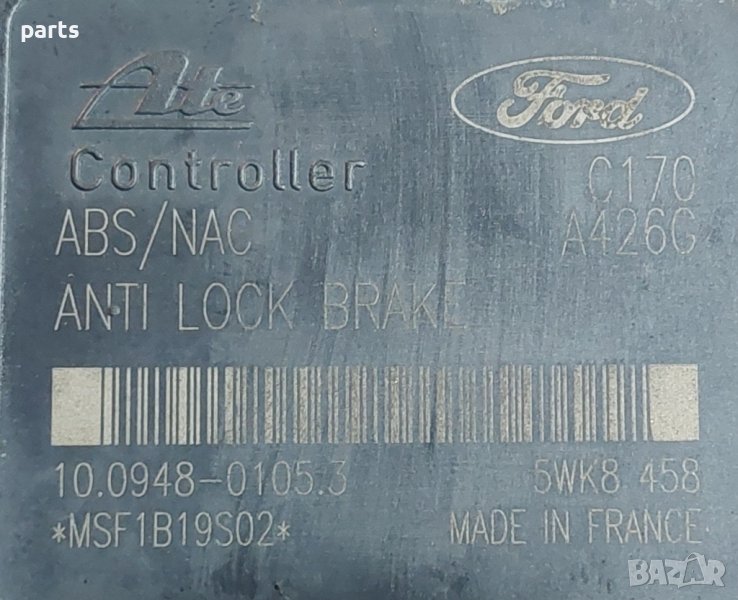 parts
Ate
Ford
Controller
C170
ABS/NAC
A426G
ANTI LOCK BRAKE
10.0948-0105.3
5WK8 458
*MSF1B19S02*
MADE IN FRANCE
BAZAR